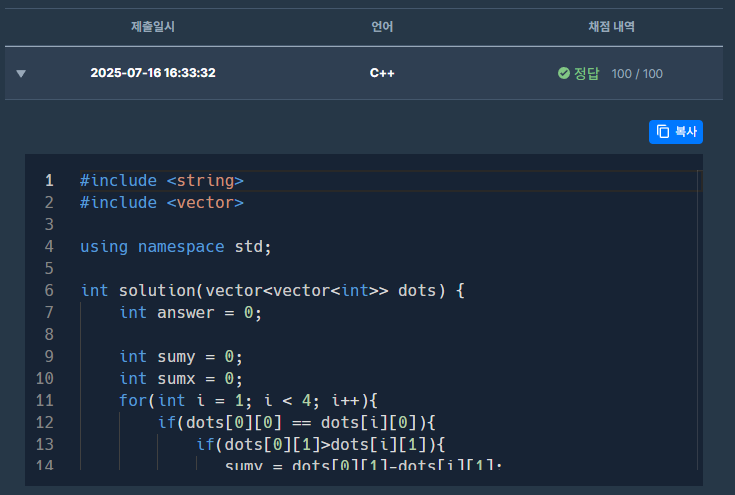 제출일시 언어 채점 내역
2025-07-16 16:33:32 C++ 정답 100 / 100
복사
1 #include <string>
2 #include <vector>
3
4 using namespace std;
5
6 int solution(vector<vector<int>> dots) {
7     int answer = 0;
8
9     int sumy = 0;
10     int sumx = 0;
11     for(int i = 1; i < 4; i++){
12         if(dots[0][0] == dots[i][0]){
13             if(dots[0][1]>dots[i][1]){
14                sumy = dots[0][1]-dots[i][1];